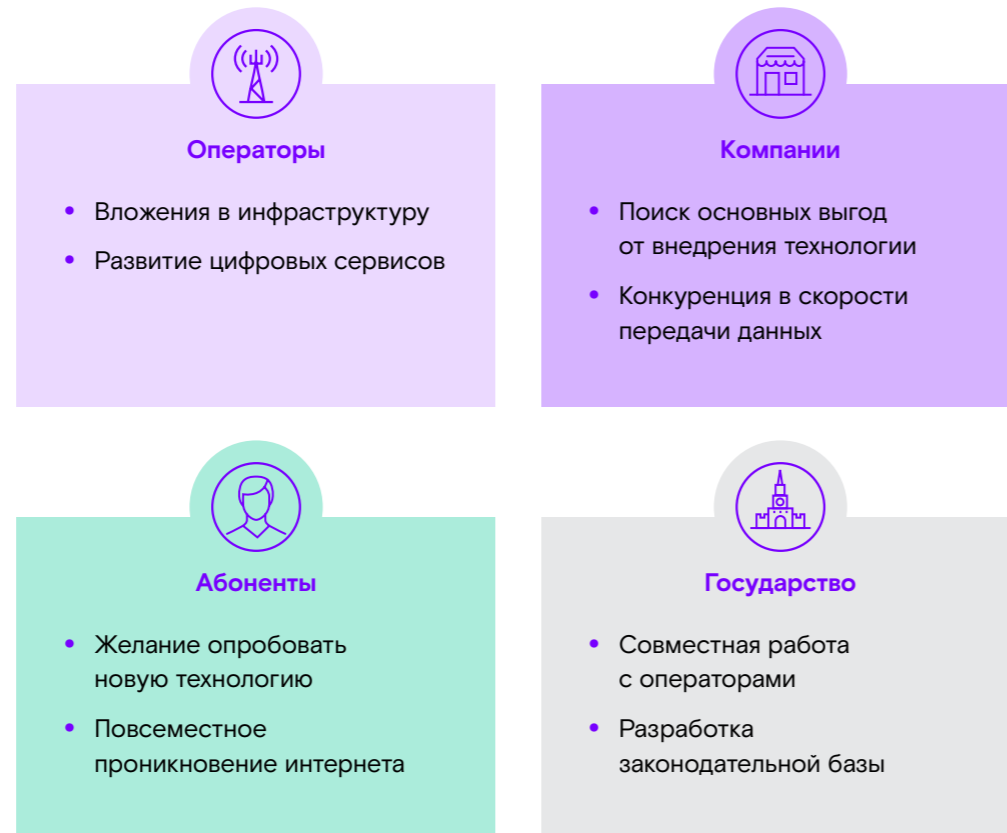 Операторы
Вложения в инфраструктуру
Развитие цифровых сервисов
Компании
Поиск основных выгод
от внедрения технологии
Конкуренция в скорости
передачи данных
Абоненты
Желание опробовать
новую технологию
Повсеместное
проникновение интернета
Государство
Совместная работа
с операторами
Разработка
законодательной базы